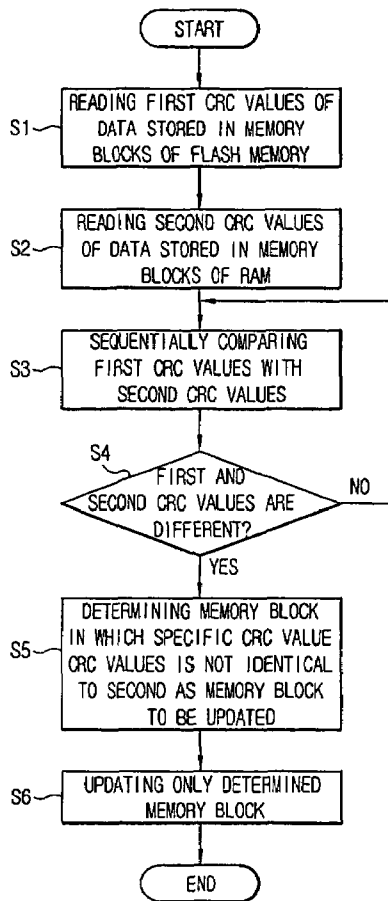 START
S1
READING FIRST CRC VALUES OF
DATA STORED IN MEMORY
BLOCKS OF FLASH MEMORY
S2
READING SECOND CRC VALUES
OF DATA STORED IN MEMORY
BLOCKS OF RAM
S3
SEQUENTIALLY COMPARING
FIRST CRC VALUES WITH
SECOND CRC VALUES
S4
FIRST AND
SECOND CRC VALUES ARE
DIFFERENT?
NO
YES
S5
DETERMINING MEMORY BLOCK
IN WHICH SPECIFIC CRC VALUE
CRC VALUES IS NOT IDENTICAL
TO SECOND AS MEMORY BLOCK
TO BE UPDATED
S6
UPDATING ONLY DETERMINED
MEMORY BLOCK
END